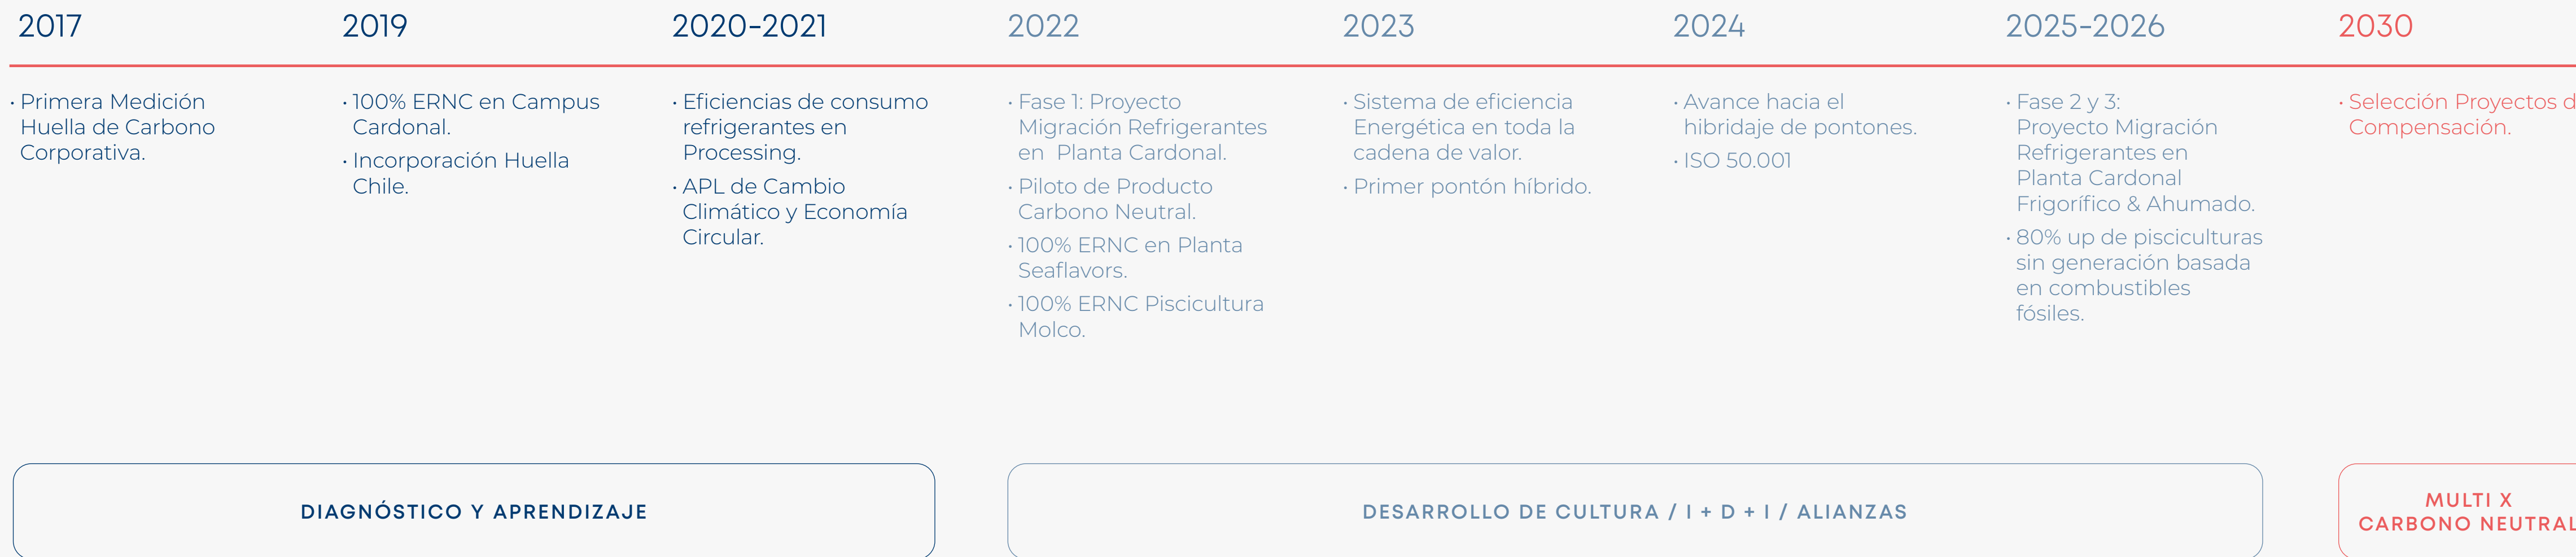 2017
· Primera Medición
Huella de Carbono
Corporativa.
2019
· 100% ERNC en Campus
Cardonal.
· Incorporación Huella
Chile.
2020-2021
· Eficiencias de consumo
refrigerantes en
Processing.
· APL de Cambio
Climático y Economía
Circular.
2022
· Fase 1: Proyecto
Migración Refrigerantes
en  Planta Cardonal.
· Piloto de Producto
Carbono Neutral.
· 100% ERNC en Planta
Seaflavors.
· 100% ERNC Piscicultura
Molco.
2023
· Sistema de eficiencia
Energética en toda la
cadena de valor.
· Primer pontón híbrido.
2024
· Avance hacia el
hibridaje de pontones.
· ISO 50.001
2025-2026
· Fase 2 y 3:
Proyecto Migración
Refrigerantes en
Planta Cardonal
Frigorífico & Ahumado.
· 80% up de pisciculturas
sin generación basada
en combustibles
fósiles.
2030
· Selección Proyectos
Compensación.
DIAGNÓSTICO Y APRENDIZAJE
DESARROLLO DE CULTURA / I + D + I / ALIANZAS
MULTI X
CARBONO NEUTRAL